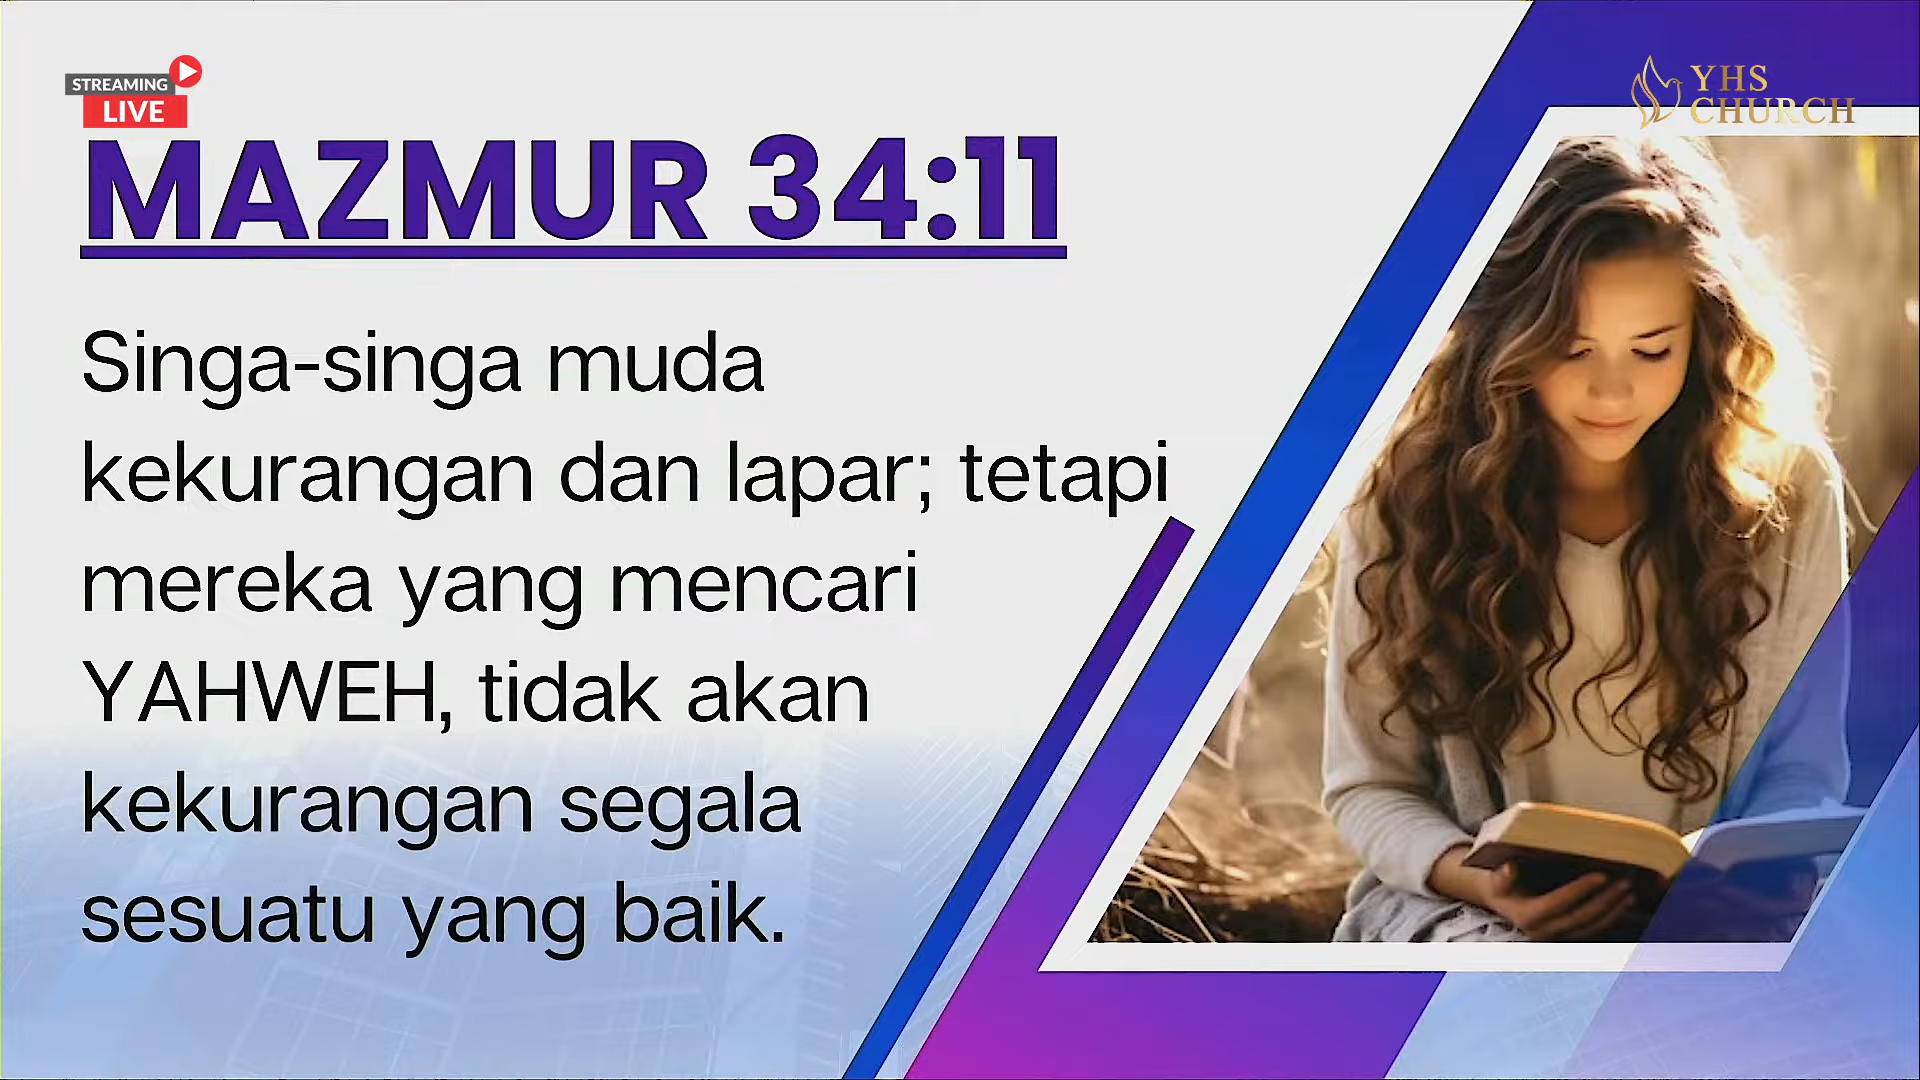 STREAMING
LIVE
YHS
CHURCH
MAZMUR 34:11
Singa-singa muda
kekurangan dan lapar; tetapi
mereka yang mencari
YAHWEH, tidak akan
kekurangan segala
sesuatu yang baik.